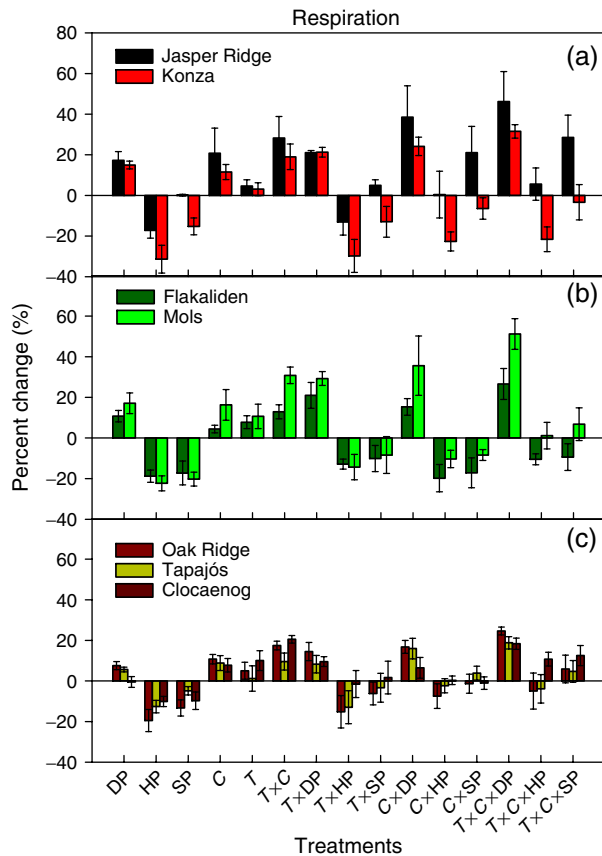 Respiration
(a)
Jasper Ridge
Konza
80
60
40
20
0
−20
−40
(b)
Flakaliden
Mols
60
40
20
0
−20
−40
(c)
Oak Ridge
Tapajós
Clocaenog
60
40
20
0
−20
−40
Percent change (%)
DP
HP
SP
C
T
T×C
T×DP
T×HP
T×SP
C×DP
C×HP
C×SP
T×C×DP
T×C×HP
T×C×SP
Treatments